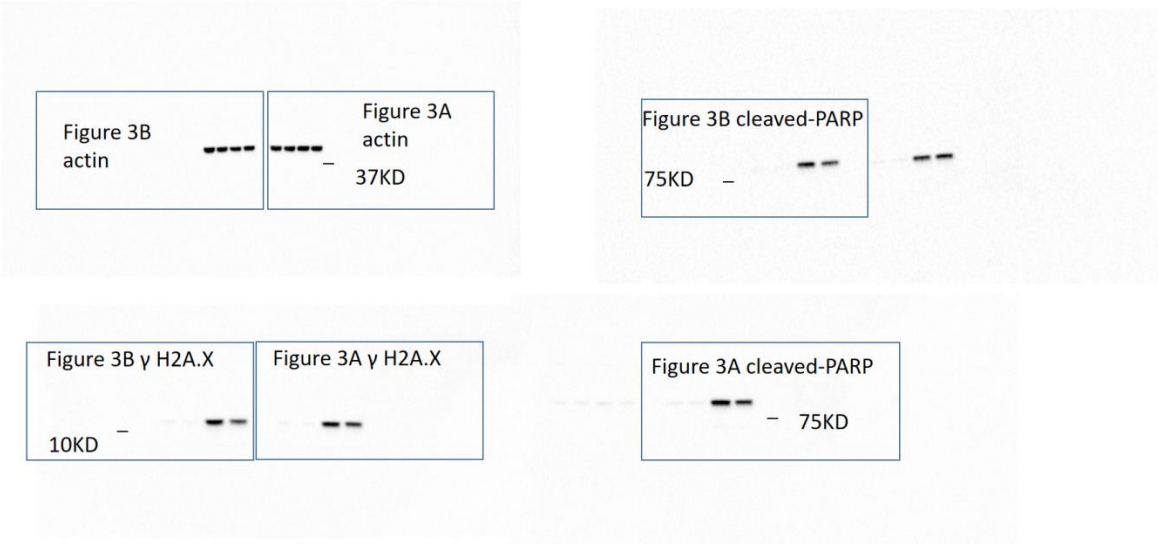 Figure 3B
actin
Figure 3A
actin
37KD
Figure 3B cleaved-PARP
75KD
Figure 3B γ H2A.X
10KD
Figure 3A γ H2A.X
Figure 3A cleaved-PARP
75KD